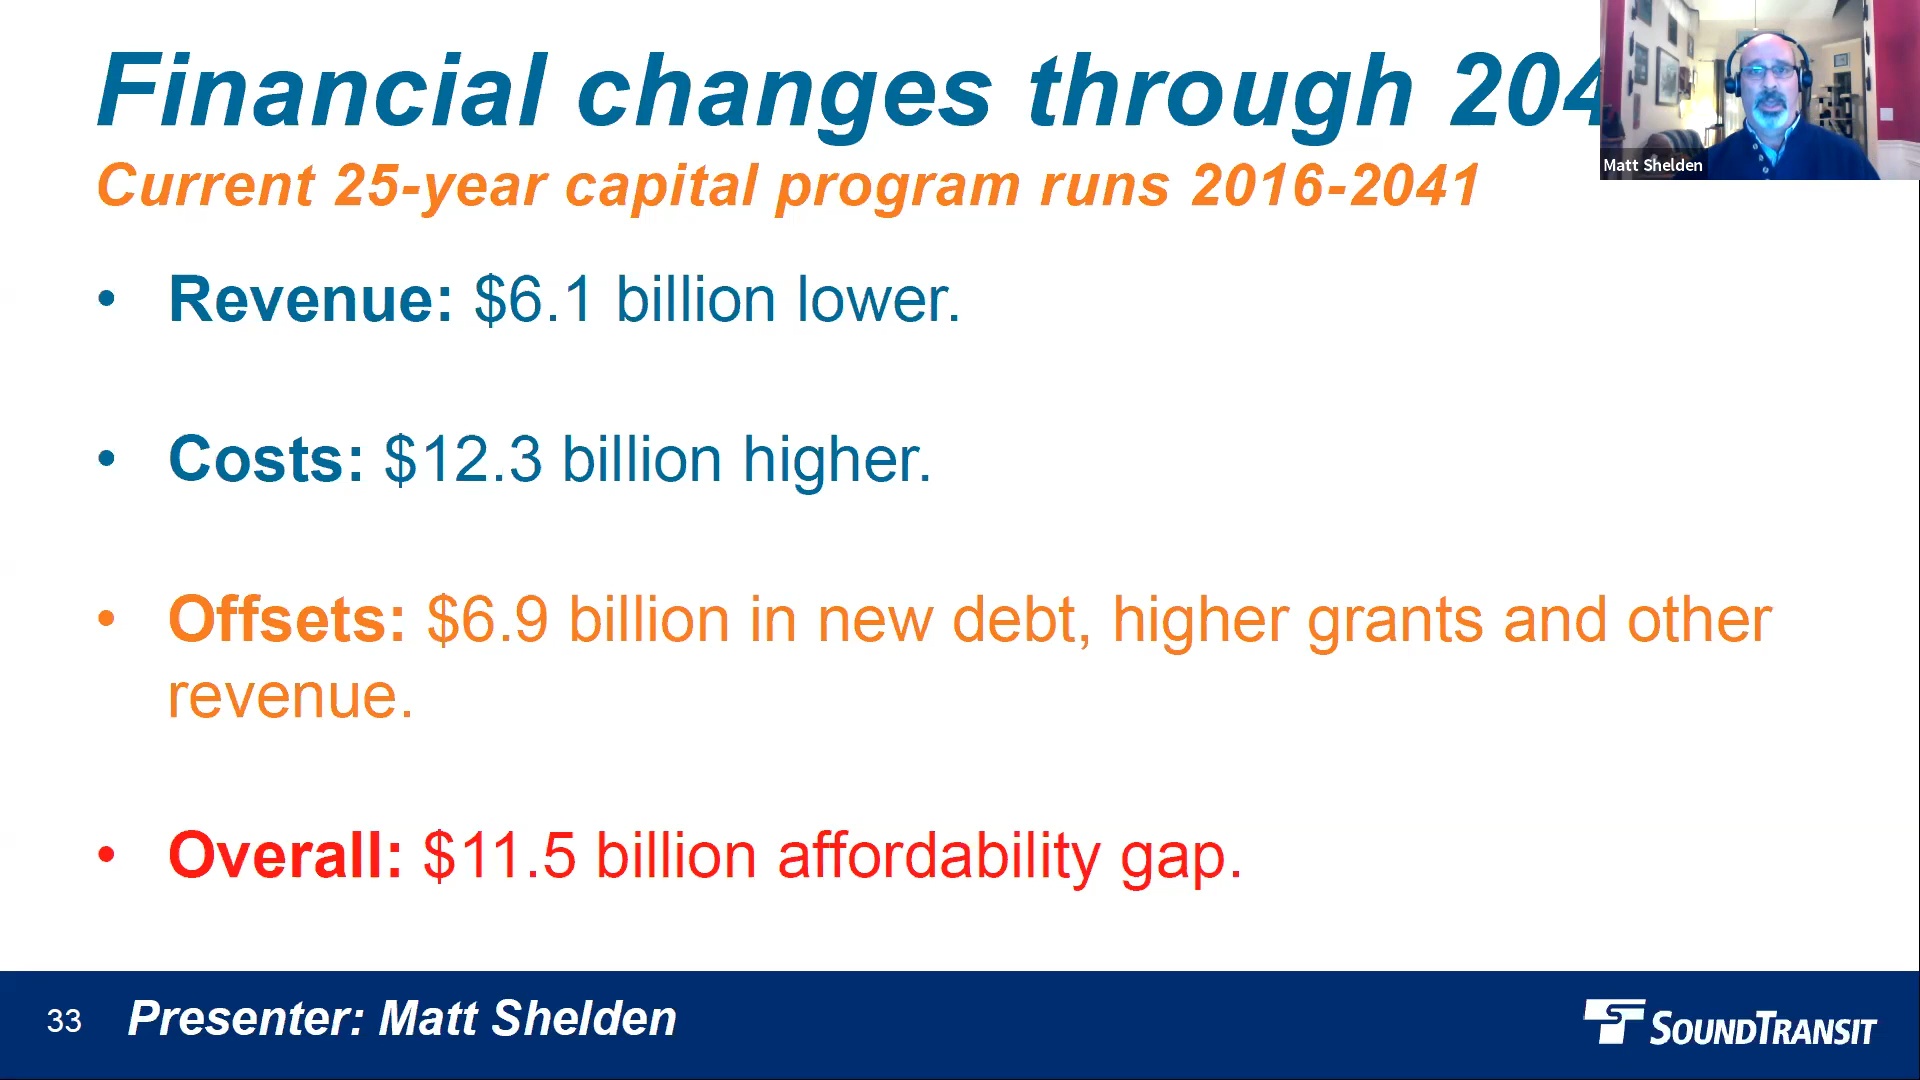 Financial changes through 204
Matt Shelden
Current 25-year capital program runs 2016-2041
• Revenue: $6.1 billion lower.
• Costs: $12.3 billion higher.
• Offsets: $6.9 billion in new debt, higher grants and other
revenue.
• Overall: $11.5 billion affordability gap.
33 Presenter: Matt Shelden
SOUNDTRANSIT